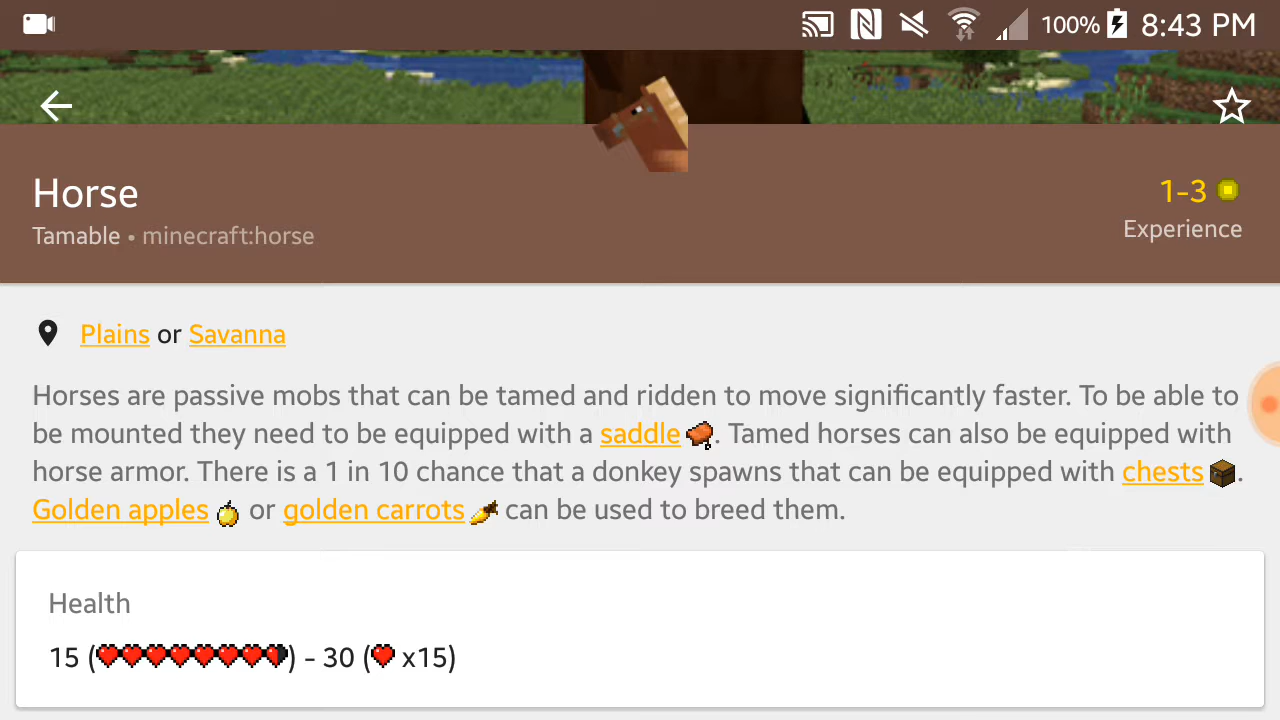 100% 8:43 PM
Horse
Tamable • minecraft:horse
1-3
Experience
Plains or Savanna
Horses are passive mobs that can be tamed and ridden to move significantly faster. To be able to
be mounted they need to be equipped with a saddle. Tamed horses can also be equipped with
horse armor. There is a 1 in 10 chance that a donkey spawns that can be equipped with chests.
Golden apples or golden carrots can be used to breed them.
Health
15 () - 30 ( x15)